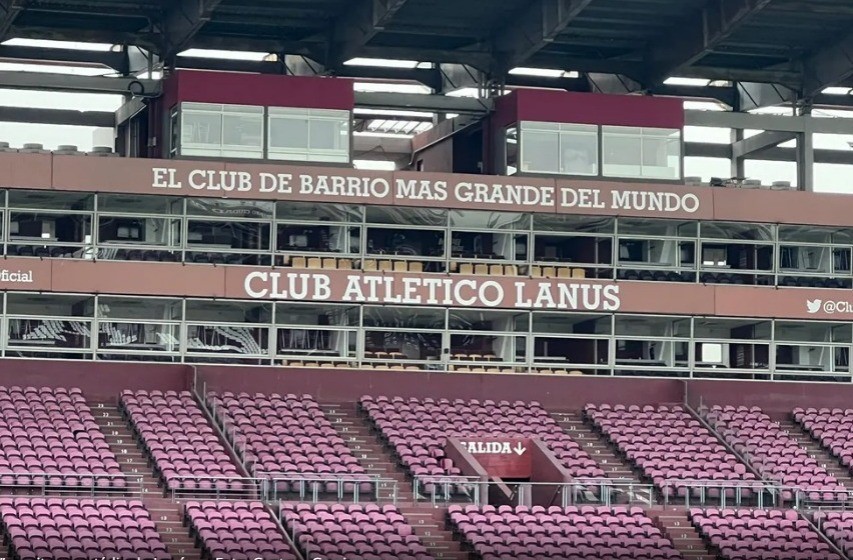 EL CLUB DE BARRIO MAS GRANDE DEL MUNDO
ficial
CLUB ATLETICO LANUS
@Clu
SALIDA↓